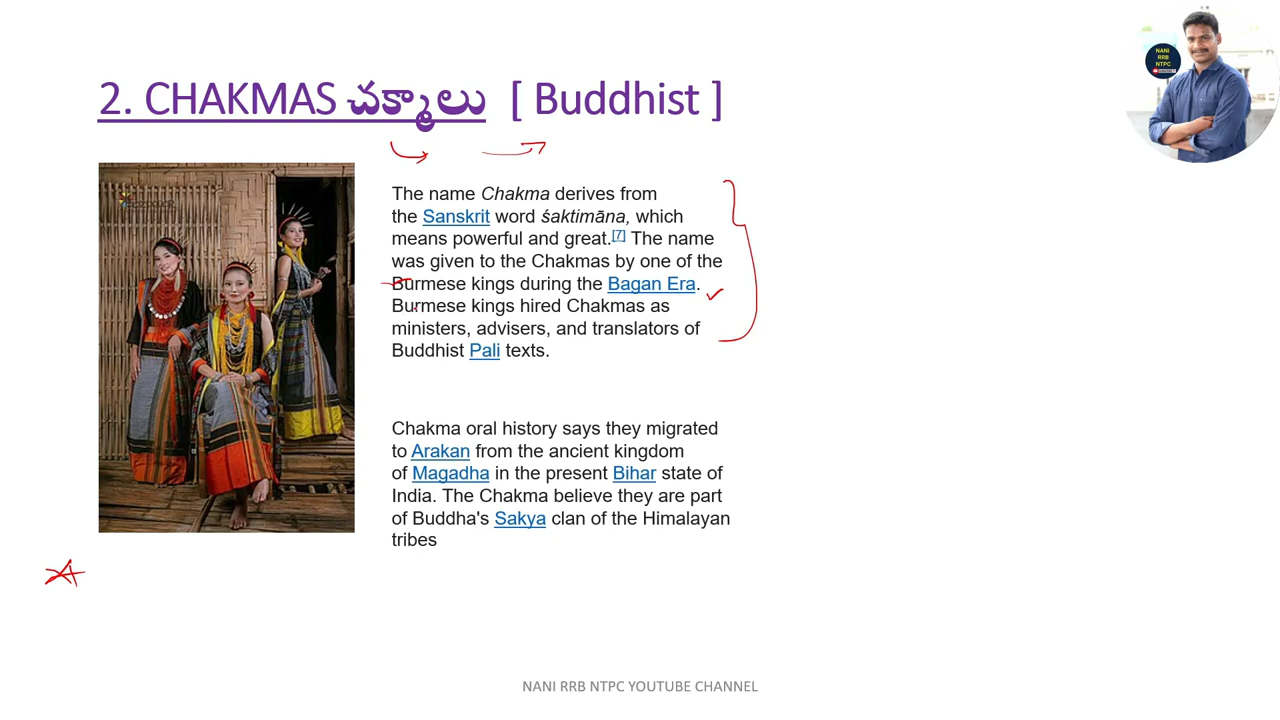 NANI
RRB
NTPC
2. CHAKMAS చక్మాలు [ Buddhist ]
The name Chakma derives from
the Sanskrit word śaktimāna, which
means powerful and great.[7] The name
was given to the Chakmas by one of the
Burmese kings during the Bagan Era.
Burmese kings hired Chakmas as
ministers, advisers, and translators of
Buddhist Pali texts.
Chakma oral history says they migrated
to Arakan from the ancient kingdom
of Magadha in the present Bihar state of
India. The Chakma believe they are part
of Buddha's Sakya clan of the Himalayan
tribes
NANI RRB NTPC YOUTUBE CHANNEL